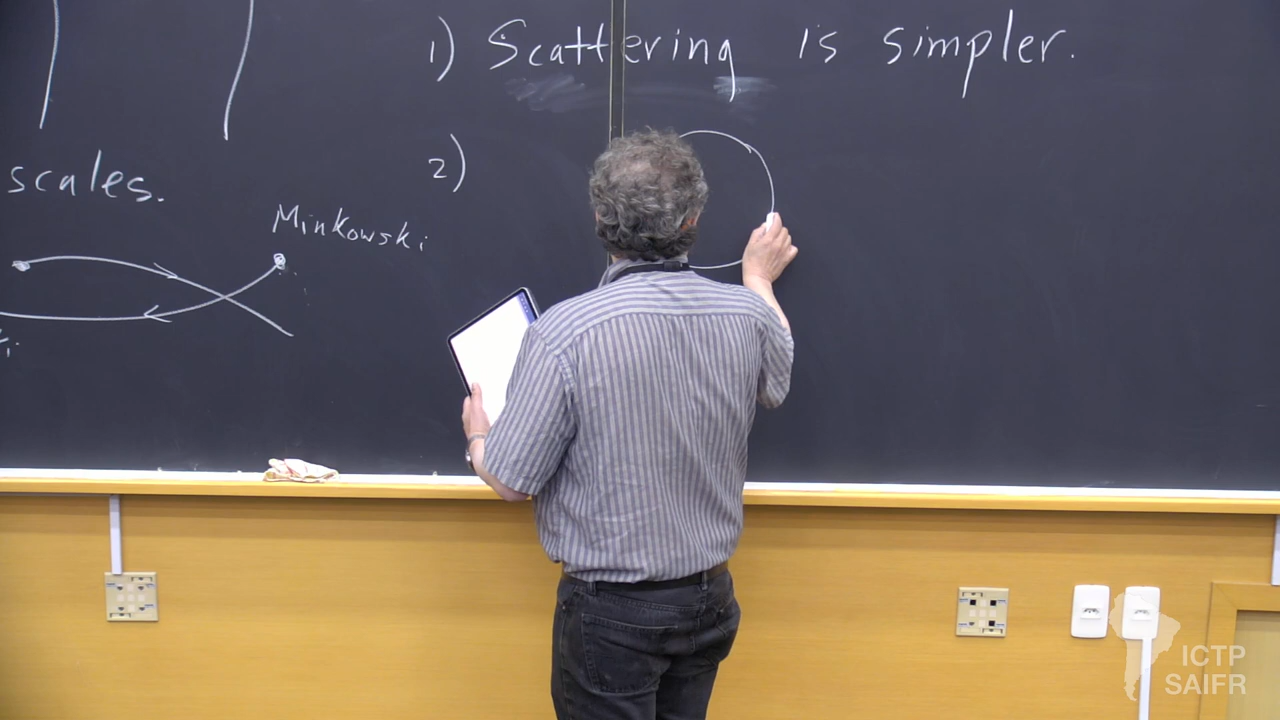 1) Scattering is simpler.
2)
scales.
Minkowski
ICTP
SAIFR